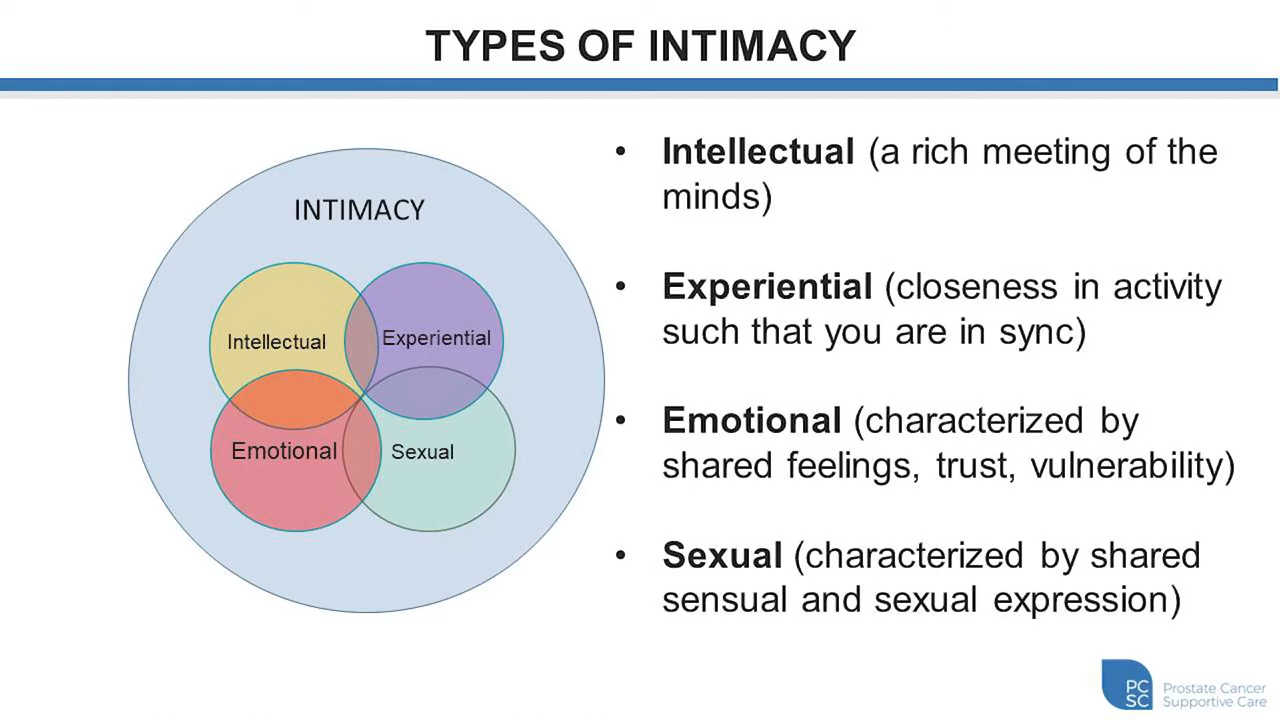 TYPES OF INTIMACY
INTIMACY
Intellectual
Experiential
Emotional
Sexual
• Intellectual (a rich meeting of the
minds)
• Experiential (closeness in activity
such that you are in sync)
• Emotional (characterized by
shared feelings, trust, vulnerability)
• Sexual (characterized by shared
sensual and sexual expression)
PC
SC
Prostate Cancer
Supportive Care